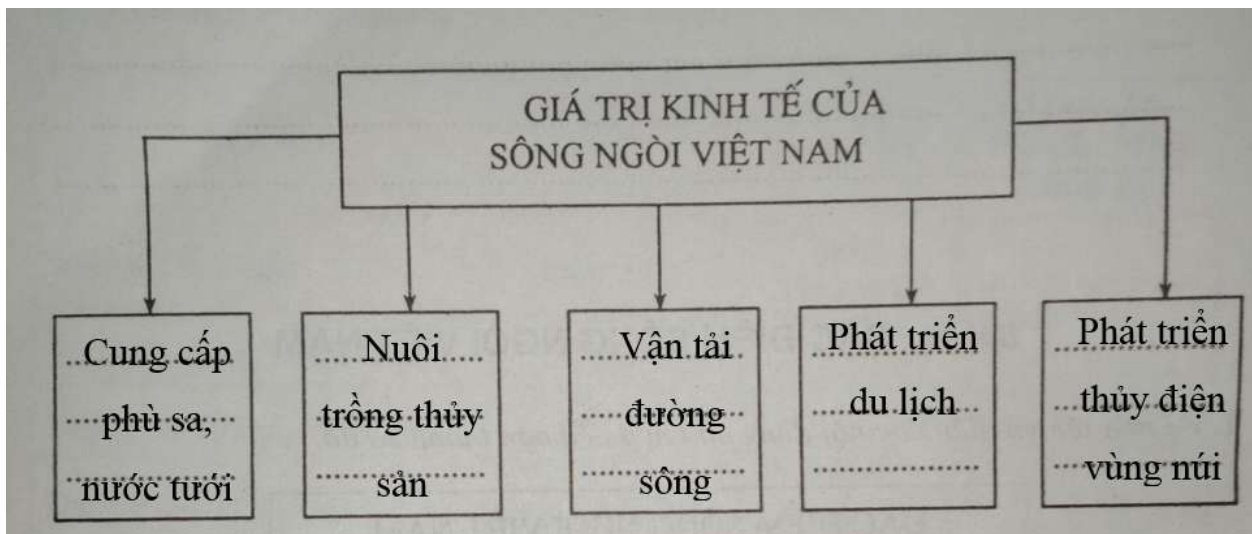 GIÁ TRỊ KINH TẾ CỦA
SÔNG NGÒI VIỆT NAM
Cung cấp
phù sa,
nước tưới
Nuôi
trồng thủy
sản
Vận tải
đường
sông
Phát triển
du lịch
Phát triển
thủy điện
vùng núi